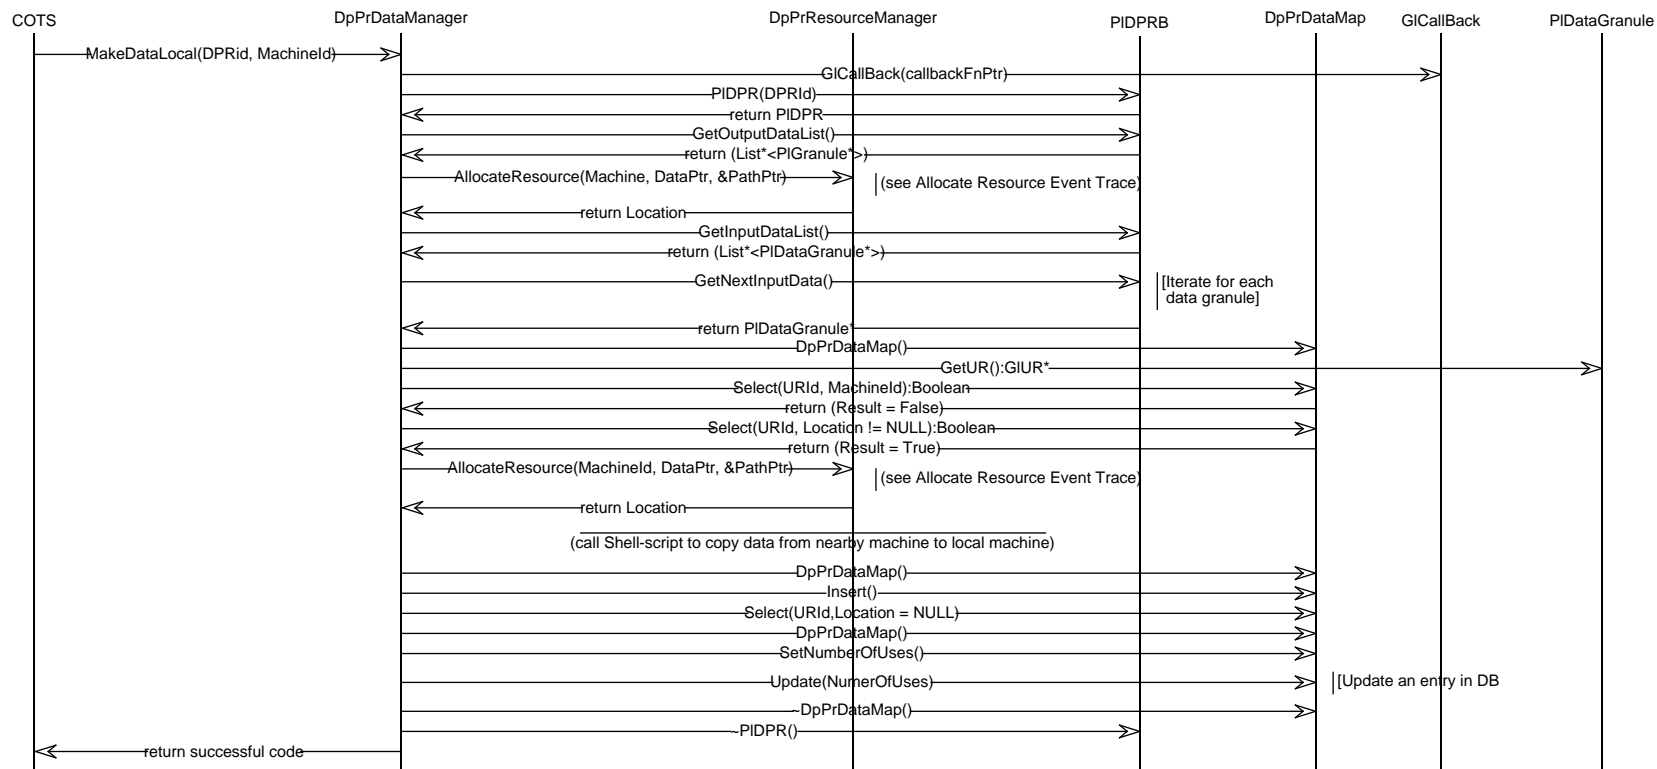 COTS
DpPrDataManager
DpPrResourceManager
PlDPRB
DpPrDataMap
GlCallBack
PlDataGranule
MakeDataLocal(DPRid, MachineId)
GlCallBack(callbackFnPtr)
PlDPR(DPRId)
return PlDPR
GetOutputDataList()
return (List*<PlGranule*>)
AllocateResource(Machine, DataPtr, &PathPtr)
(see Allocate Resource Event Trace)
return Location
GetInputDataList()
return (List*<PlDataGranule*>)
GetNextInputData()
[Iterate for each
data granule]
return PlDataGranule*
DpPrDataMap()
GetUR():GlUR*
Select(URId, MachineId):Boolean
return (Result = False)
Select(URId, Location != NULL):Boolean
return (Result = True)
AllocateResource(MachineId, DataPtr, &PathPtr)
(see Allocate Resource Event Trace)
return Location
(call Shell-script to copy data from nearby machine to local machine)
DpPrDataMap()
Insert()
Select(URId,Location = NULL)
DpPrDataMap()
SetNumberOfUses()
Update(NumerOfUses)
[Update an entry in DB
~DpPrDataMap()
~PlDPR()
return successful code